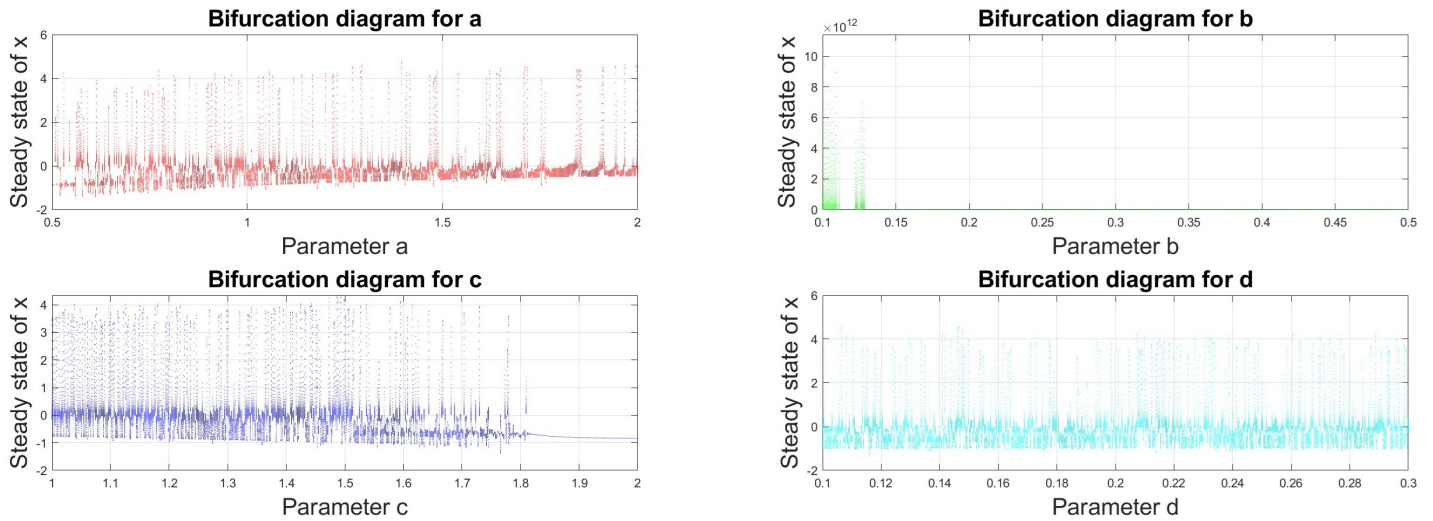 Bifurcation diagram for a
Steady state of x
6
4
2
0
-2
0.5 1 1.5 2
Parameter a
Bifurcation diagram for b
Steady state of x
×10^12
10
8
6
4
2
0
0.1 0.15 0.2 0.25 0.3 0.35 0.4 0.45 0.5
Parameter b
Bifurcation diagram for c
Steady state of x
4
3
2
1
0
-1
-2
1 1.1 1.2 1.3 1.4 1.5 1.6 1.7 1.8 1.9 2
Parameter c
Bifurcation diagram for d
Steady state of x
6
4
2
0
-2
0.1 0.12 0.14 0.16 0.18 0.2 0.22 0.24 0.26 0.28 0.3
Parameter d